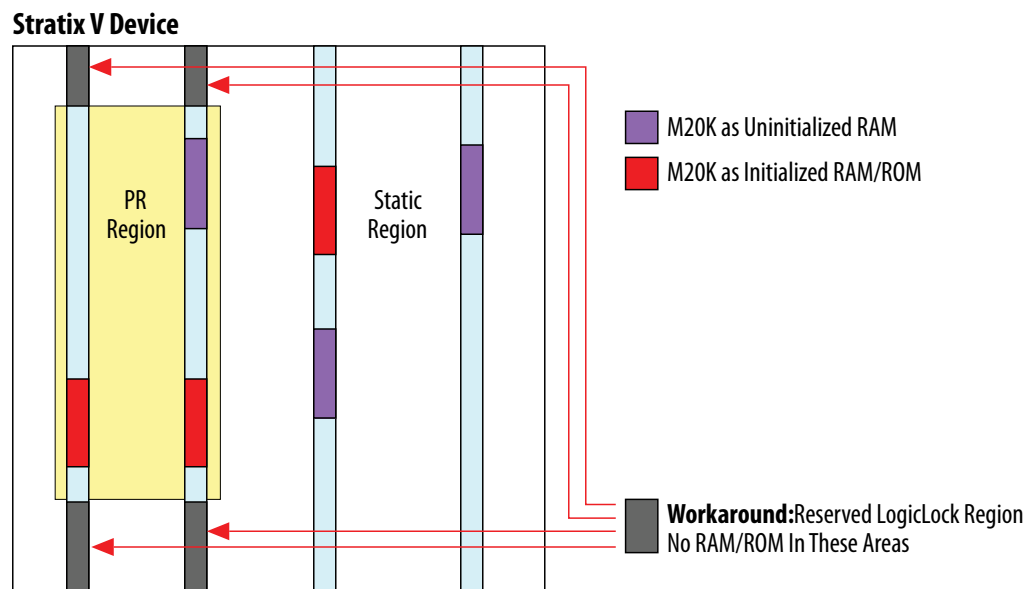 Stratix V Device
PR
Region
Static
Region
M20K as Uninitialized RAM
M20K as Initialized RAM/ROM
Workaround:Reserved LogicLock Region
No RAM/ROM In These Areas